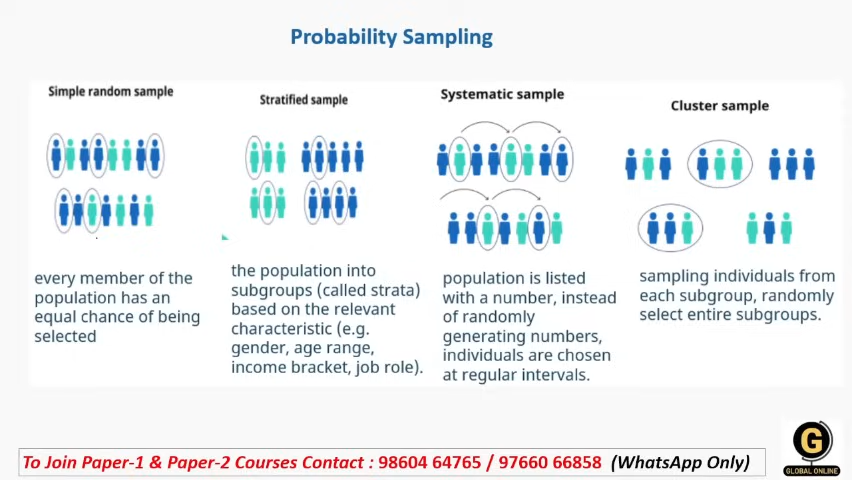 Probability Sampling
Simple random sample
Stratified sample
Systematic sample
Cluster sample
every member of the
population has an
equal chance of being
selected
the population into
subgroups (called strata)
based on the relevant
characteristic (e.g.
gender, age range,
income bracket, job role).
population is listed
with a number, instead
of randomly
generating numbers,
individuals are chosen
at regular intervals.
sampling individuals from
each subgroup, randomly
select entire subgroups.
To Join Paper-1 & Paper-2 Courses Contact : 98604 64765 / 97660 66858 (WhatsApp Only)
G
GLOBAL ONLINE